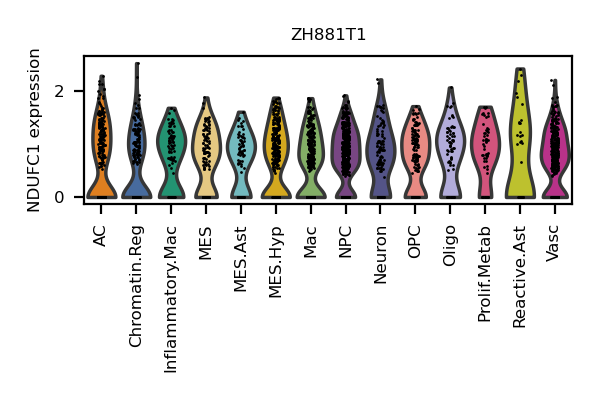 ZH881T1
NDUFC1 expression
2
0
AC
Chromatin.Reg
Inflammatory.Mac
MES
MES.Ast
MES.Hyp
Mac
NPC
Neuron
OPC
Oligo
Prolif.Metab
Reactive.Ast
Vasc